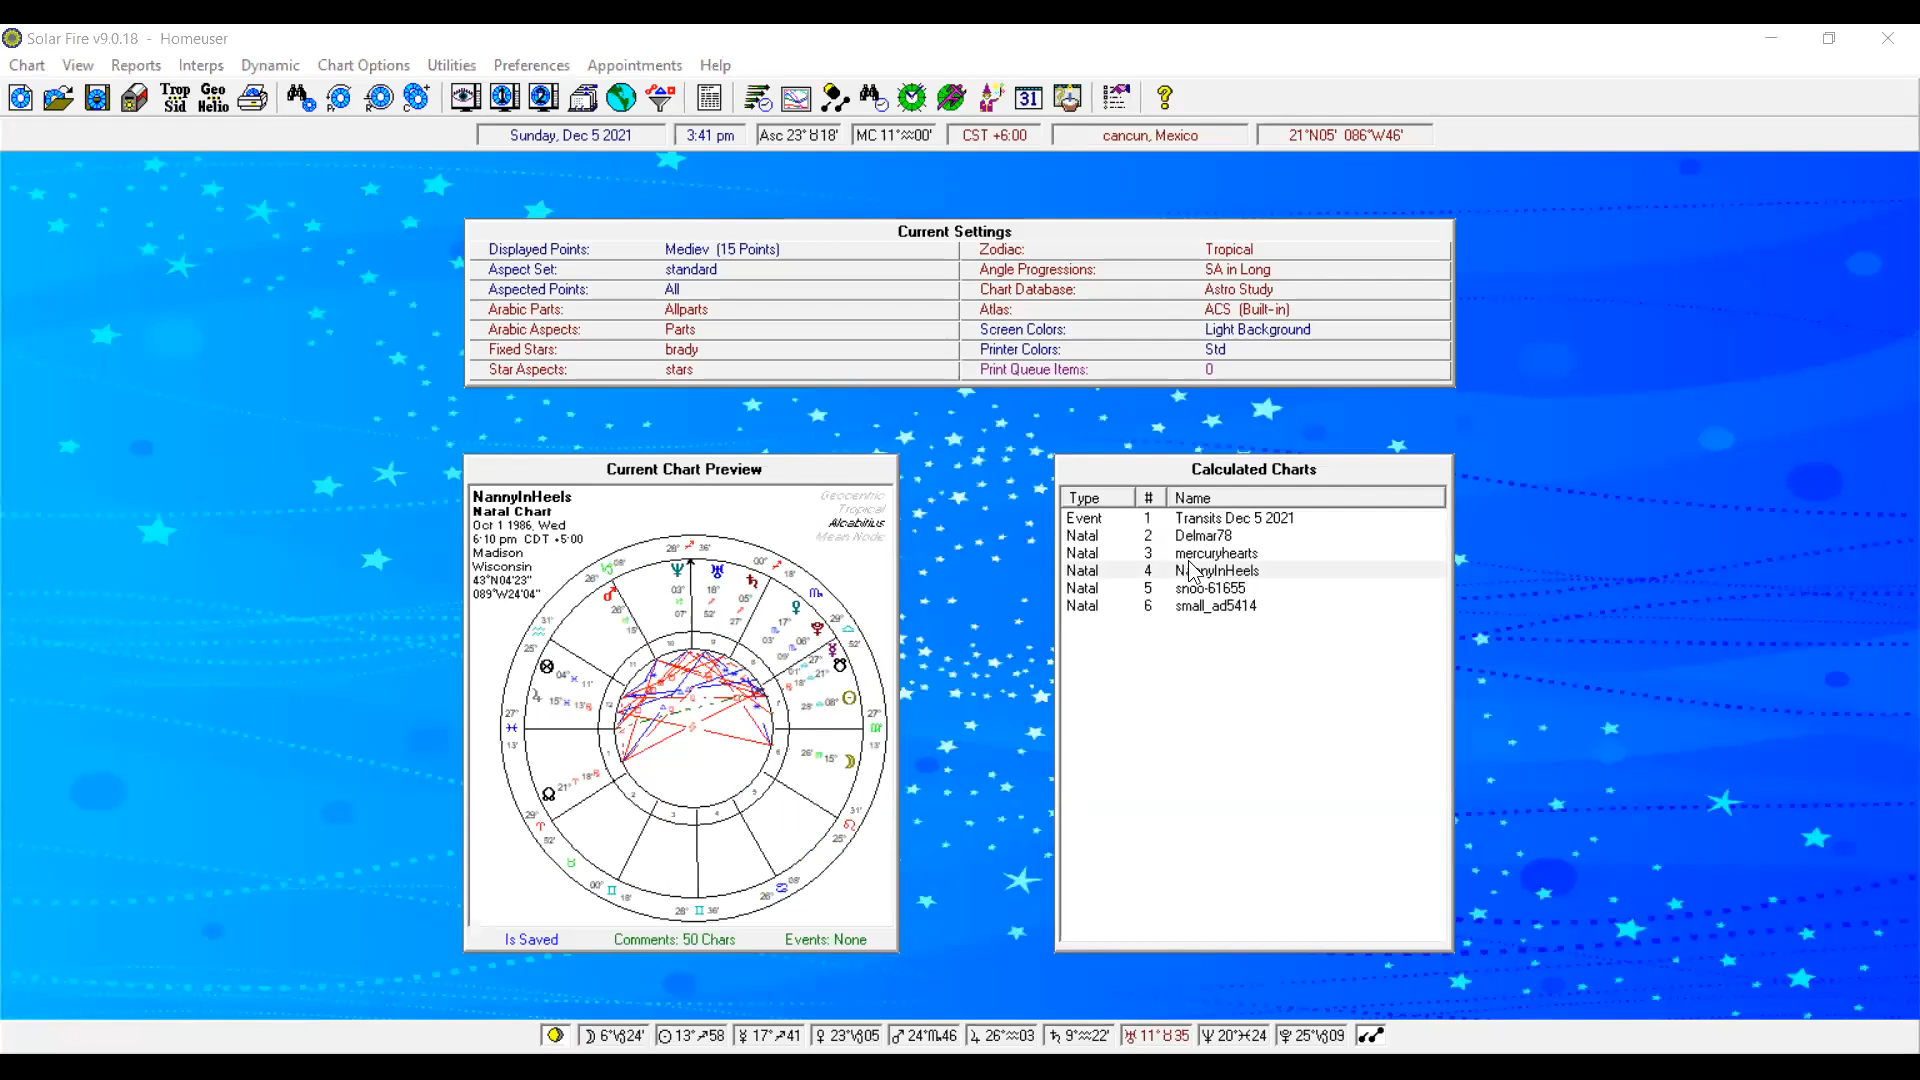 Solar Fire v9.0.18 - Homeuser
Chart View Reports Interps Dynamic Chart Options Utilities Preferences Appointments Help
Trop Sid Geo Helio 31
Sunday, Dec 5 2021 3:41 pm Asc 23°♉18' MC 11°♒00' CST +6:00 cancun, Mexico 21°N05' 086°W46'
Current Settings
Displayed Points: Mediev (15 Points) Zodiac: Tropical
Aspect Set: standard Angle Progressions: SA in Long
Aspected Points: All Chart Database: Astro Study
Arabic Parts: Allparts Atlas: ACS (Built-in)
Arabic Aspects: Parts Screen Colors: Light Background
Fixed Stars: brady Printer Colors: Std
Star Aspects: stars Print Queue Items: 0
Current Chart Preview
NannyInHeels
Natal Chart
Oct 1 1986, Wed
6:10 pm CDT +5:00
Madison
Wisconsin
43°N04'23"
089°W24'04"
Geocentric
Tropical
Alcabitius
Mean Node
Is Saved Comments: 50 Chars Events: None
Calculated Charts
Type # Name
Event 1 Transits Dec 5 2021
Natal 2 Delmar78
Natal 3 mercuryhearts
Natal 4 NannyInHeels
Natal 5 snoo-61655
Natal 6 small_ad5414
☽ 6°♑24' ☉13°♐58 ☿ 17°♐41 ♀ 23°♑05 ♂ 24°♏46 ♃ 26°♒03 ♄ 9°♒22' ♅ 11°♉35 ♆ 20°♓24 25°♑09